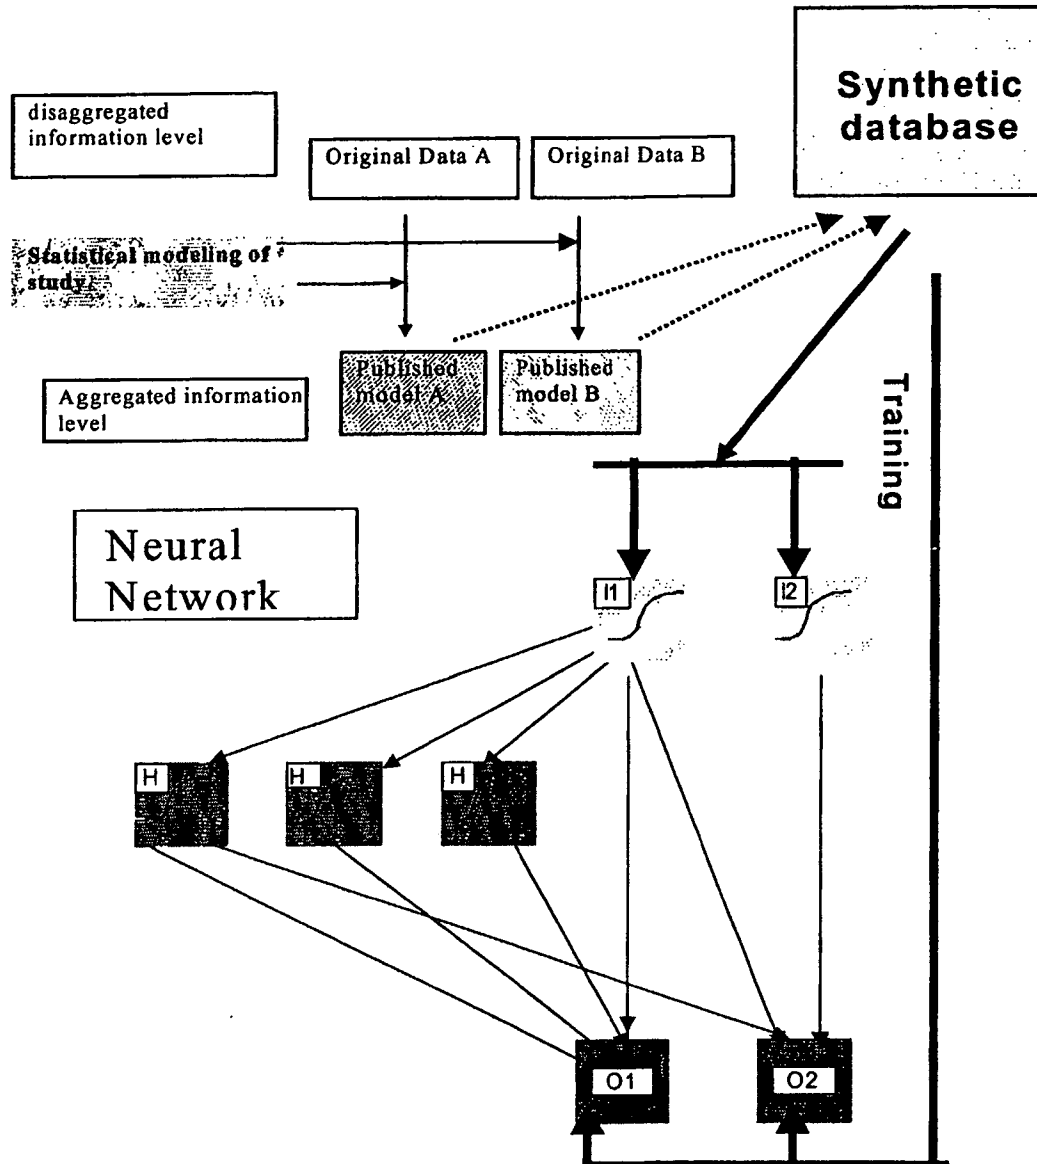 Synthetic
database
disaggregated
information level
Original Data A
Original Data B
Statistical modeling of
study
Published
model A
Published
model B
Aggregated information
level
Training
Neural
Network
I1
I2
H
H
H
O1
O2